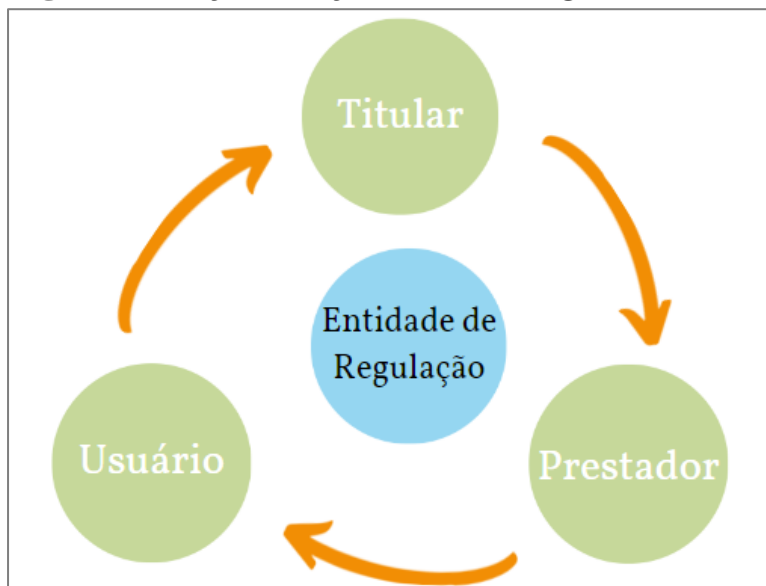 Titular
Entidade de
Regulação
Usuário
Prestador